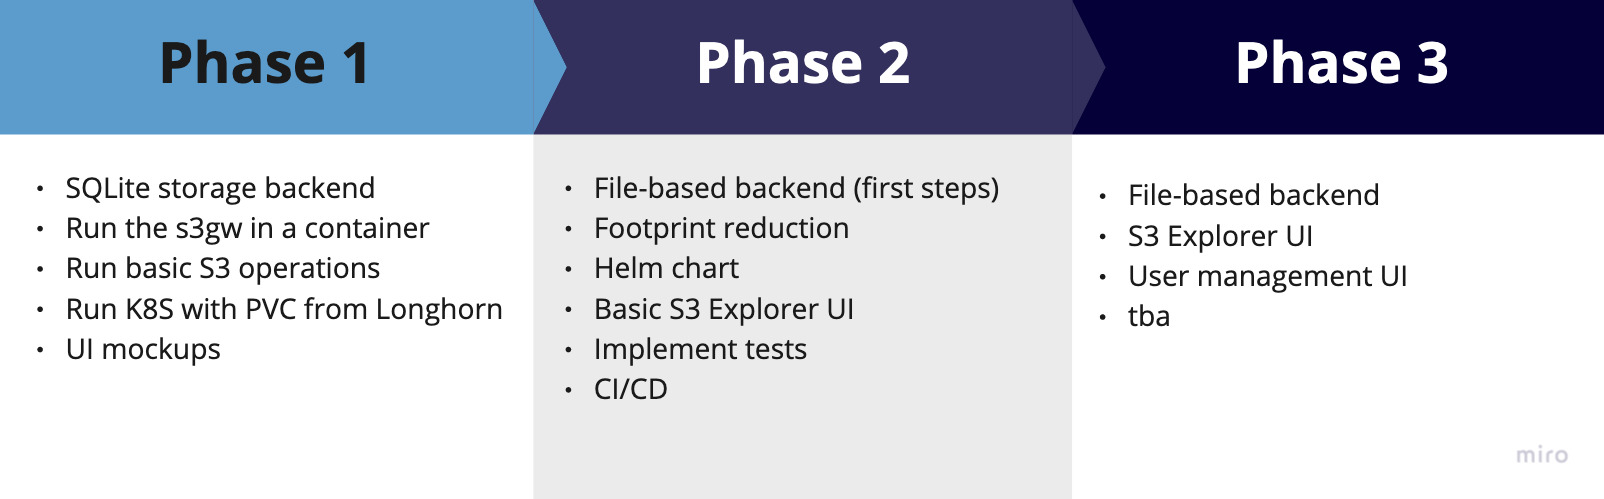 Phase 1
Phase 2
Phase 3
• SQLite storage backend
• Run the s3gw in a container
• Run basic S3 operations
• Run K8S with PVC from Longhorn
• UI mockups
• File-based backend (first steps)
• Footprint reduction
• Helm chart
• Basic S3 Explorer UI
• Implement tests
• CI/CD
• File-based backend
• S3 Explorer UI
• User management UI
• tba
miro